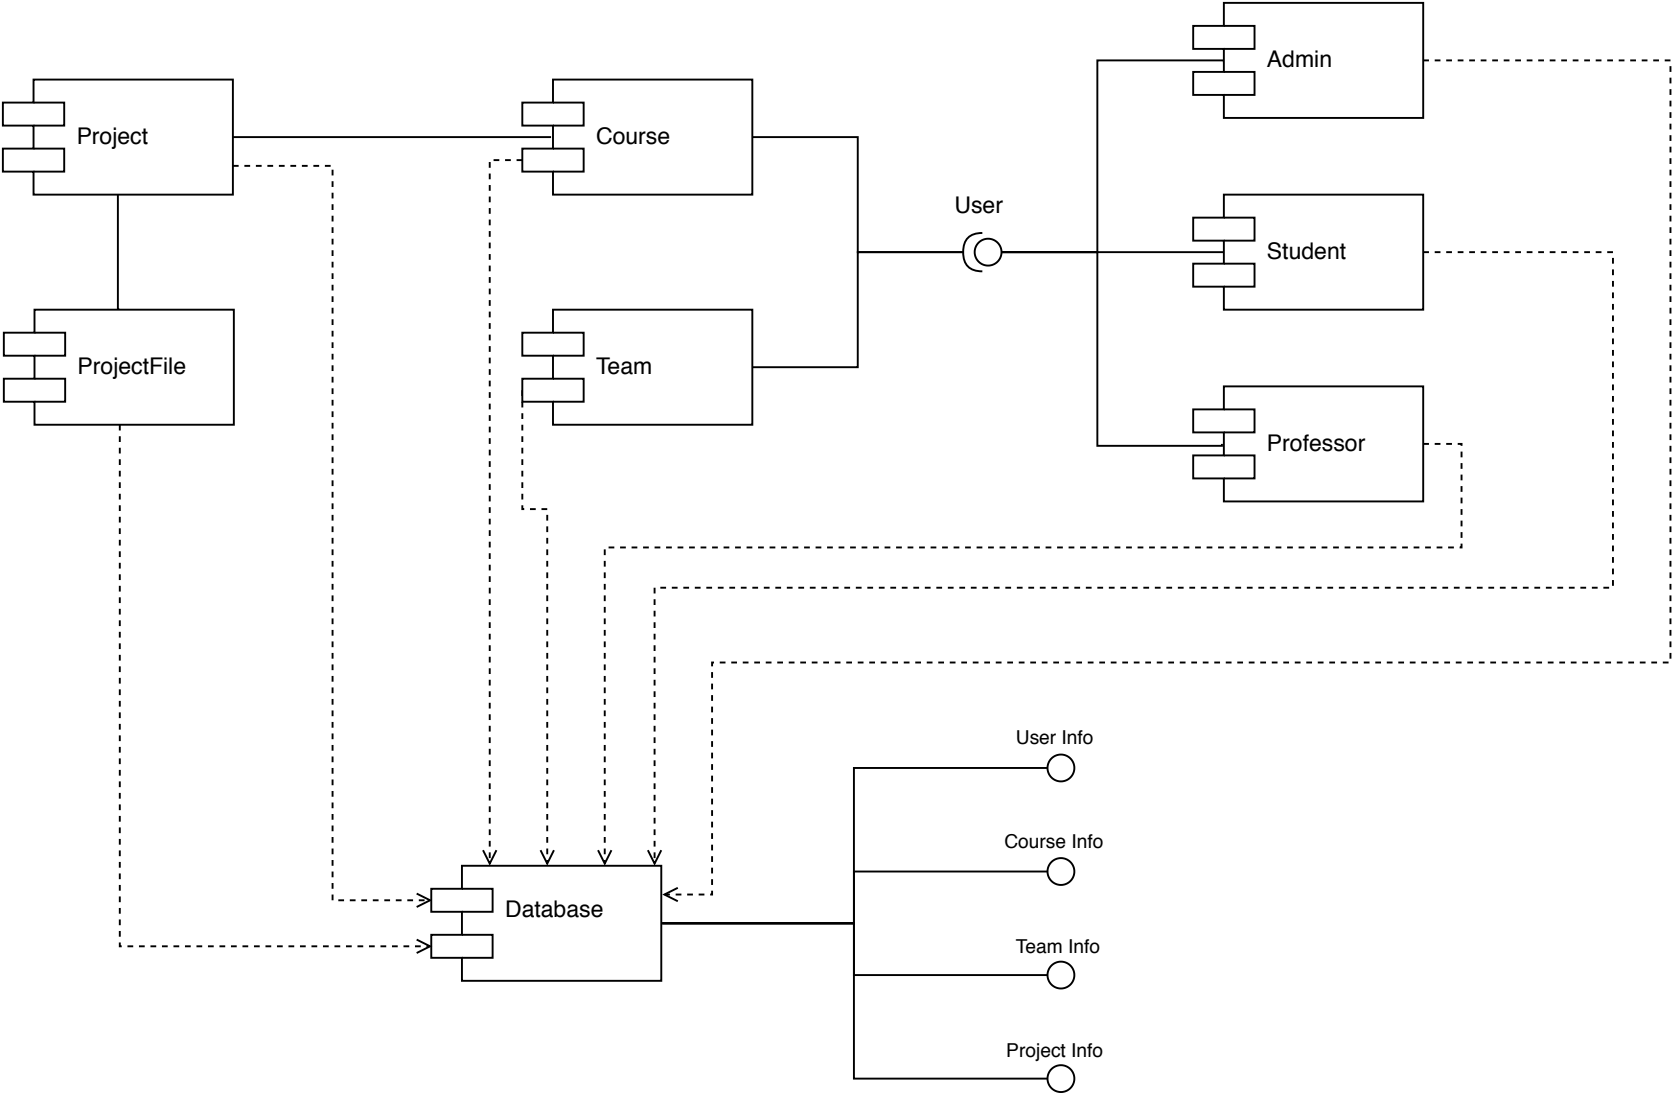 Admin
Project
Course
User
Student
ProjectFile
Team
Professor
User Info
Course Info
Database
Team Info
Project Info